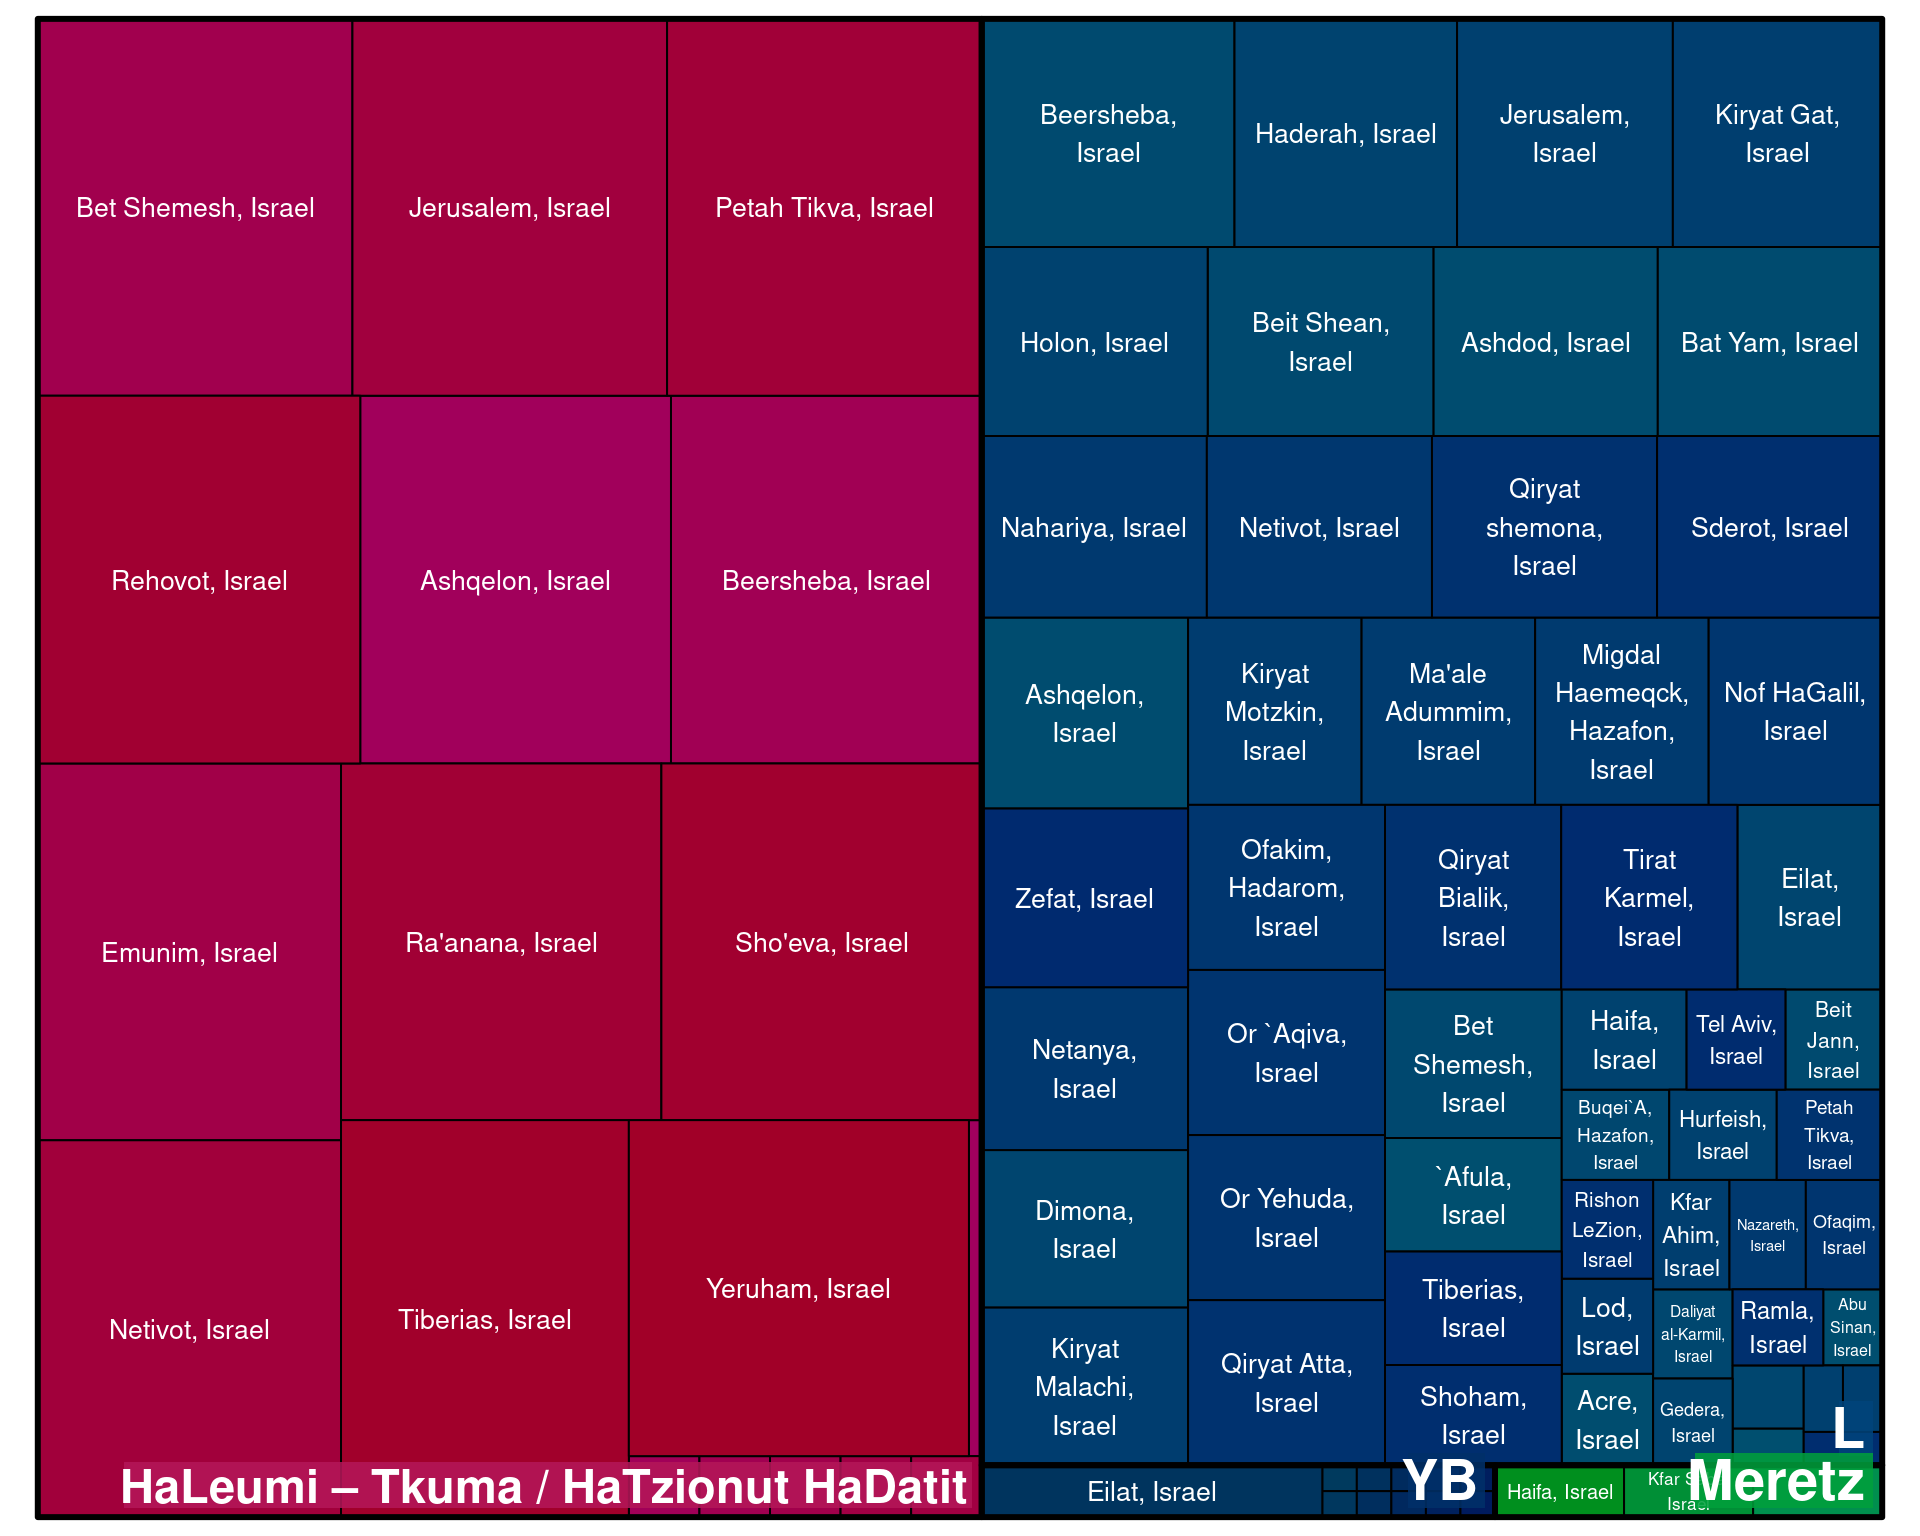 Bet Shemesh, Israel
Jerusalem, Israel
Petah Tikva, Israel
Rehovot, Israel
Ashqelon, Israel
Beersheba, Israel
Emunim, Israel
Ra'anana, Israel
Sho'eva, Israel
Netivot, Israel
Tiberias, Israel
Yeruham, Israel
HaLeumi – Tkuma / HaTzionut HaDatit
Beersheba,
Israel
Haderah, Israel
Jerusalem,
Israel
Kiryat Gat,
Israel
Holon, Israel
Beit Shean,
Israel
Ashdod, Israel
Bat Yam, Israel
Nahariya, Israel
Netivot, Israel
Qiryat
shemona,
Israel
Sderot, Israel
Ashqelon,
Israel
Kiryat
Motzkin,
Israel
Ma'ale
Adummim,
Israel
Migdal
Haemeqck,
Hazafon,
Israel
Nof HaGalil,
Israel
Zefat, Israel
Ofakim,
Hadarom,
Israel
Qiryat
Bialik,
Israel
Tirat
Karmel,
Israel
Eilat,
Israel
Netanya,
Israel
Or `Aqiva,
Israel
Bet
Shemesh,
Israel
Haifa,
Israel
Tel Aviv,
Israel
Beit
Jann,
Israel
Buqei`A,
Hazafon,
Israel
Hurfeish,
Israel
Petah
Tikva,
Israel
Dimona,
Israel
Or Yehuda,
Israel
`Afula,
Israel
Rishon
LeZion,
Israel
Kfar
Ahim,
Israel
Nazareth,
Israel
Ofaqim,
Israel
Tiberias,
Israel
Lod,
Israel
Daliyat
al-Karmil,
Israel
Ramla,
Israel
Abu
Sinan,
Israel
Kiryat
Malachi,
Israel
Qiryat Atta,
Israel
Shoham,
Israel
Acre,
Israel
Gedera,
Israel
L
Eilat, Israel
YB
Haifa, Israel
Kfar
Israel
Meretz